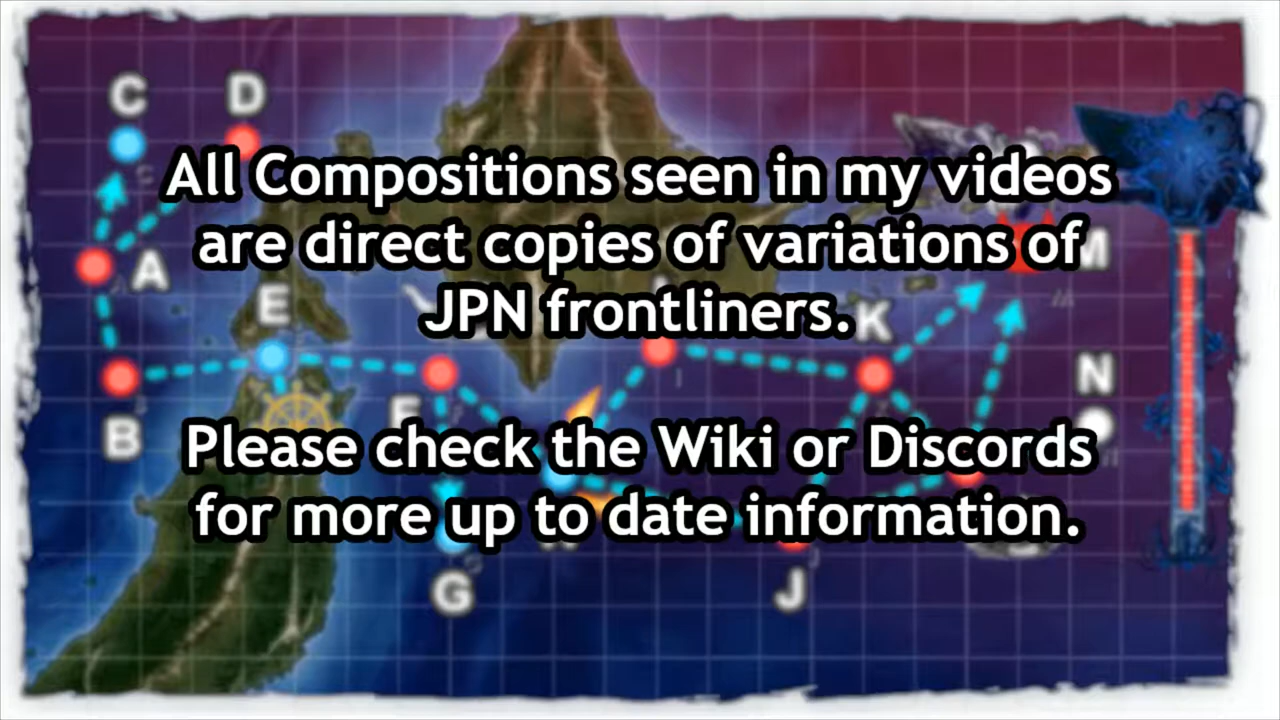 C D
All Compositions seen in my videos
are direct copies of variations of
JPN frontliners.
A
M
E
K
N
B
F
Please check the Wiki or Discords
for more up to date information.
G
J